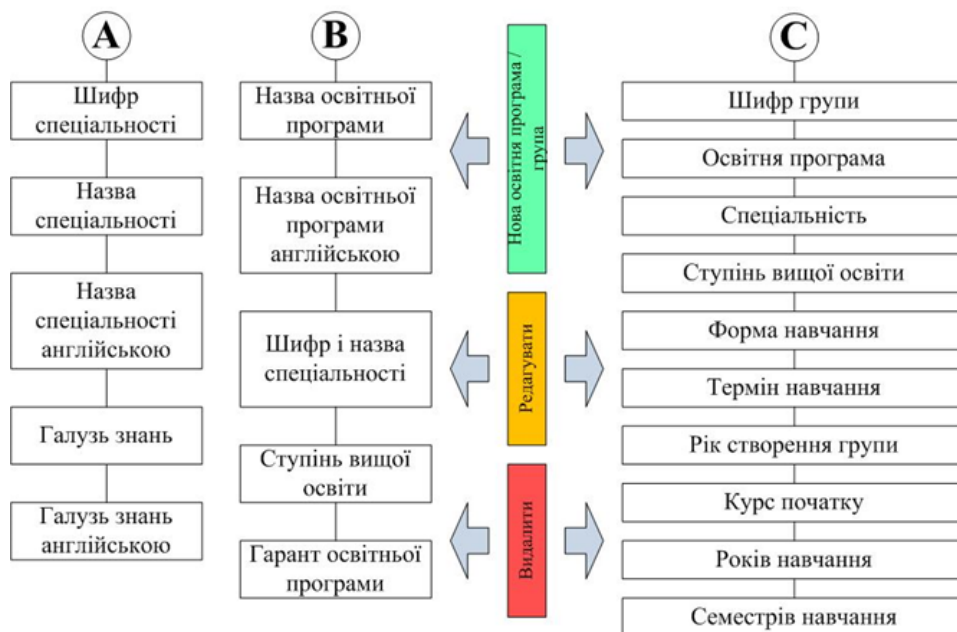 A
Шифр
спеціальності
Назва
спеціальності
Назва
спеціальності
англійською
Галузь знань
Галузь знань
англійською
B
Назва освітньої
програми
Назва освітньої
програми
англійською
Шифр і назва
спеціальності
Ступінь вищої
освіти
Гарант освітньої
програми
Нова освітня програма /
група
Редагувати
Видалити
C
Шифр групи
Освітня програма
Спеціальність
Ступінь вищої освіти
Форма навчання
Термін навчання
Рік створення групи
Курс початку
Років навчання
Семестрів навчання